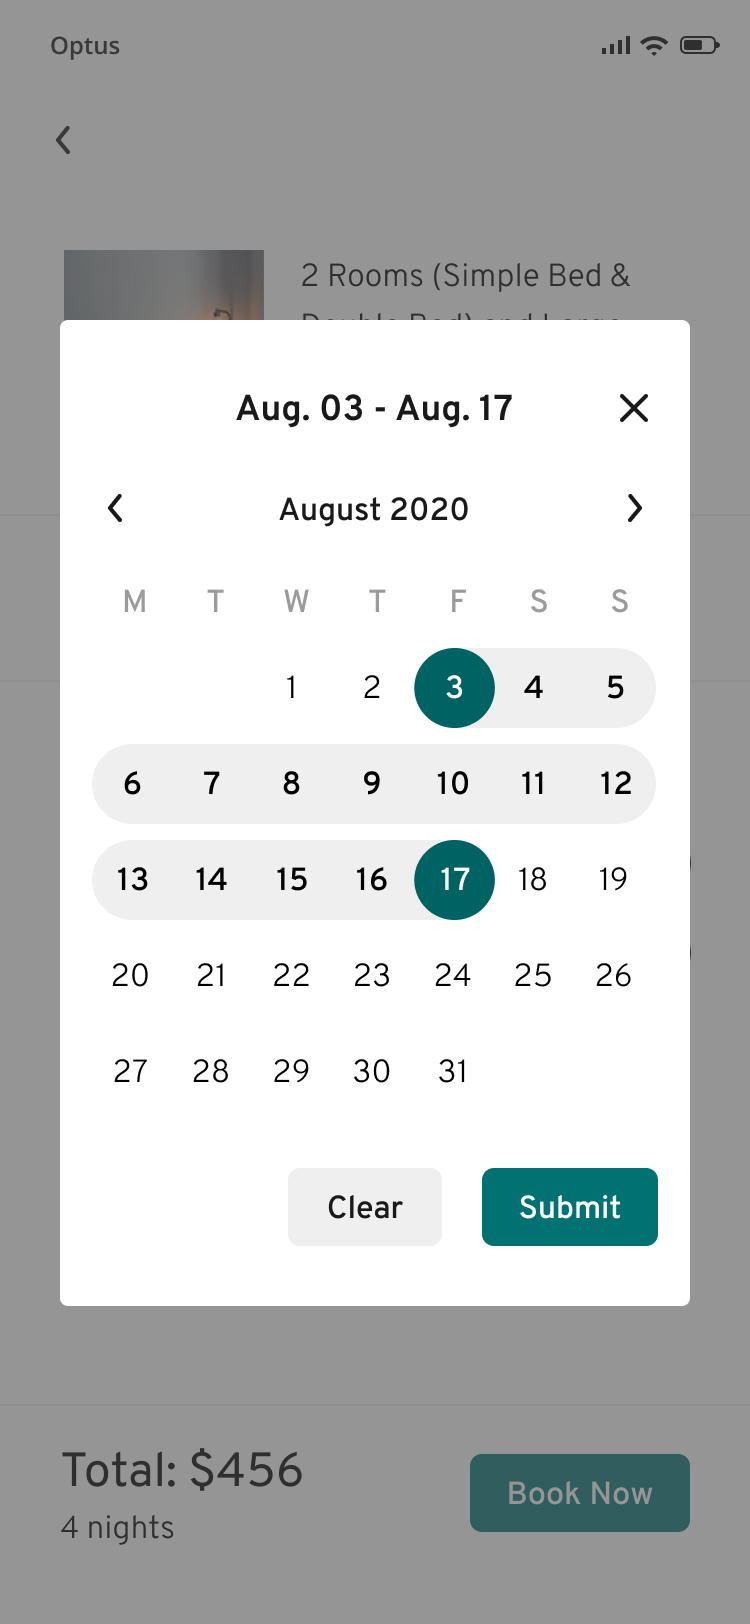 Optus
2 Rooms (Simple Bed &
Aug. 03 - Aug. 17
August 2020
M T W T F S S
1 2 3 4 5
6 7 8 9 10 11 12
13 14 15 16 17 18 19
20 21 22 23 24 25 26
27 28 29 30 31
Clear Submit
Total: $456
4 nights
Book Now